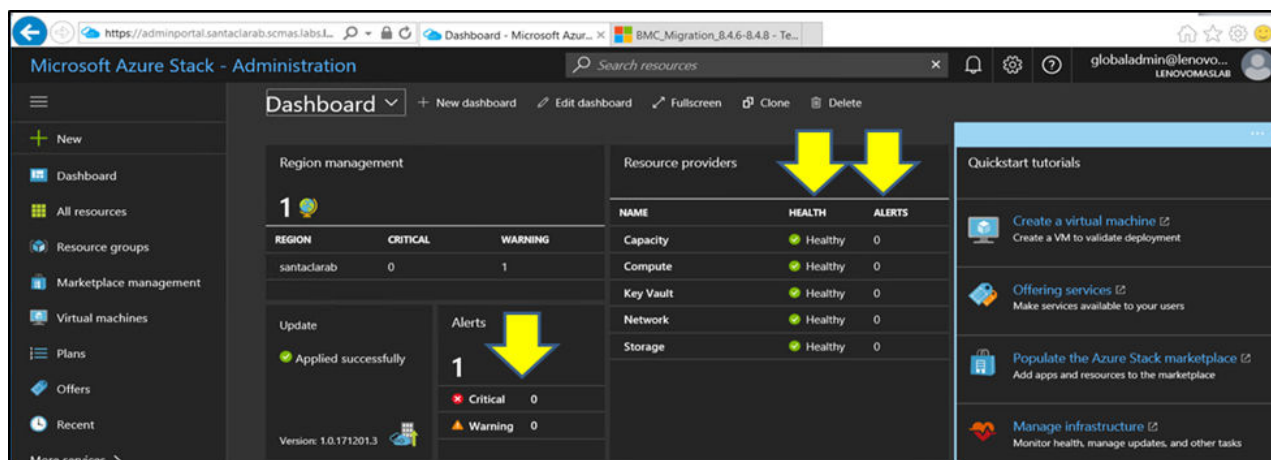 https://adminportal.santaclarab.scmas.labs.l...
Dashboard - Microsoft Azur... ×
BMC_Migration_8.4.6-8.4.8 - Te...
Microsoft Azure Stack - Administration
Search resources
×
globaladmin@lenovo...
LENOVOMASLAB
Dashboard
+ New dashboard
Edit dashboard
Fullscreen
Clone
Delete
New
Dashboard
All resources
Resource groups
Marketplace management
Virtual machines
Plans
Offers
Recent
More services >
Region management
1
REGION CRITICAL WARNING
santaclarab 0 1
Update
Applied successfully
Version: 1.0.171201.3
Alerts
1
Critical 0
Warning 0
Resource providers
NAME HEALTH ALERTS
Capacity Healthy 0
Compute Healthy 0
Key Vault Healthy 0
Network Healthy 0
Storage Healthy 0
Quickstart tutorials
Create a virtual machine
Create a VM to validate deployment
Offering services
Make services available to your users
Populate the Azure Stack marketplace
Add apps and resources to the marketplace
Manage infrastructure
Monitor health, manage updates, and other tasks